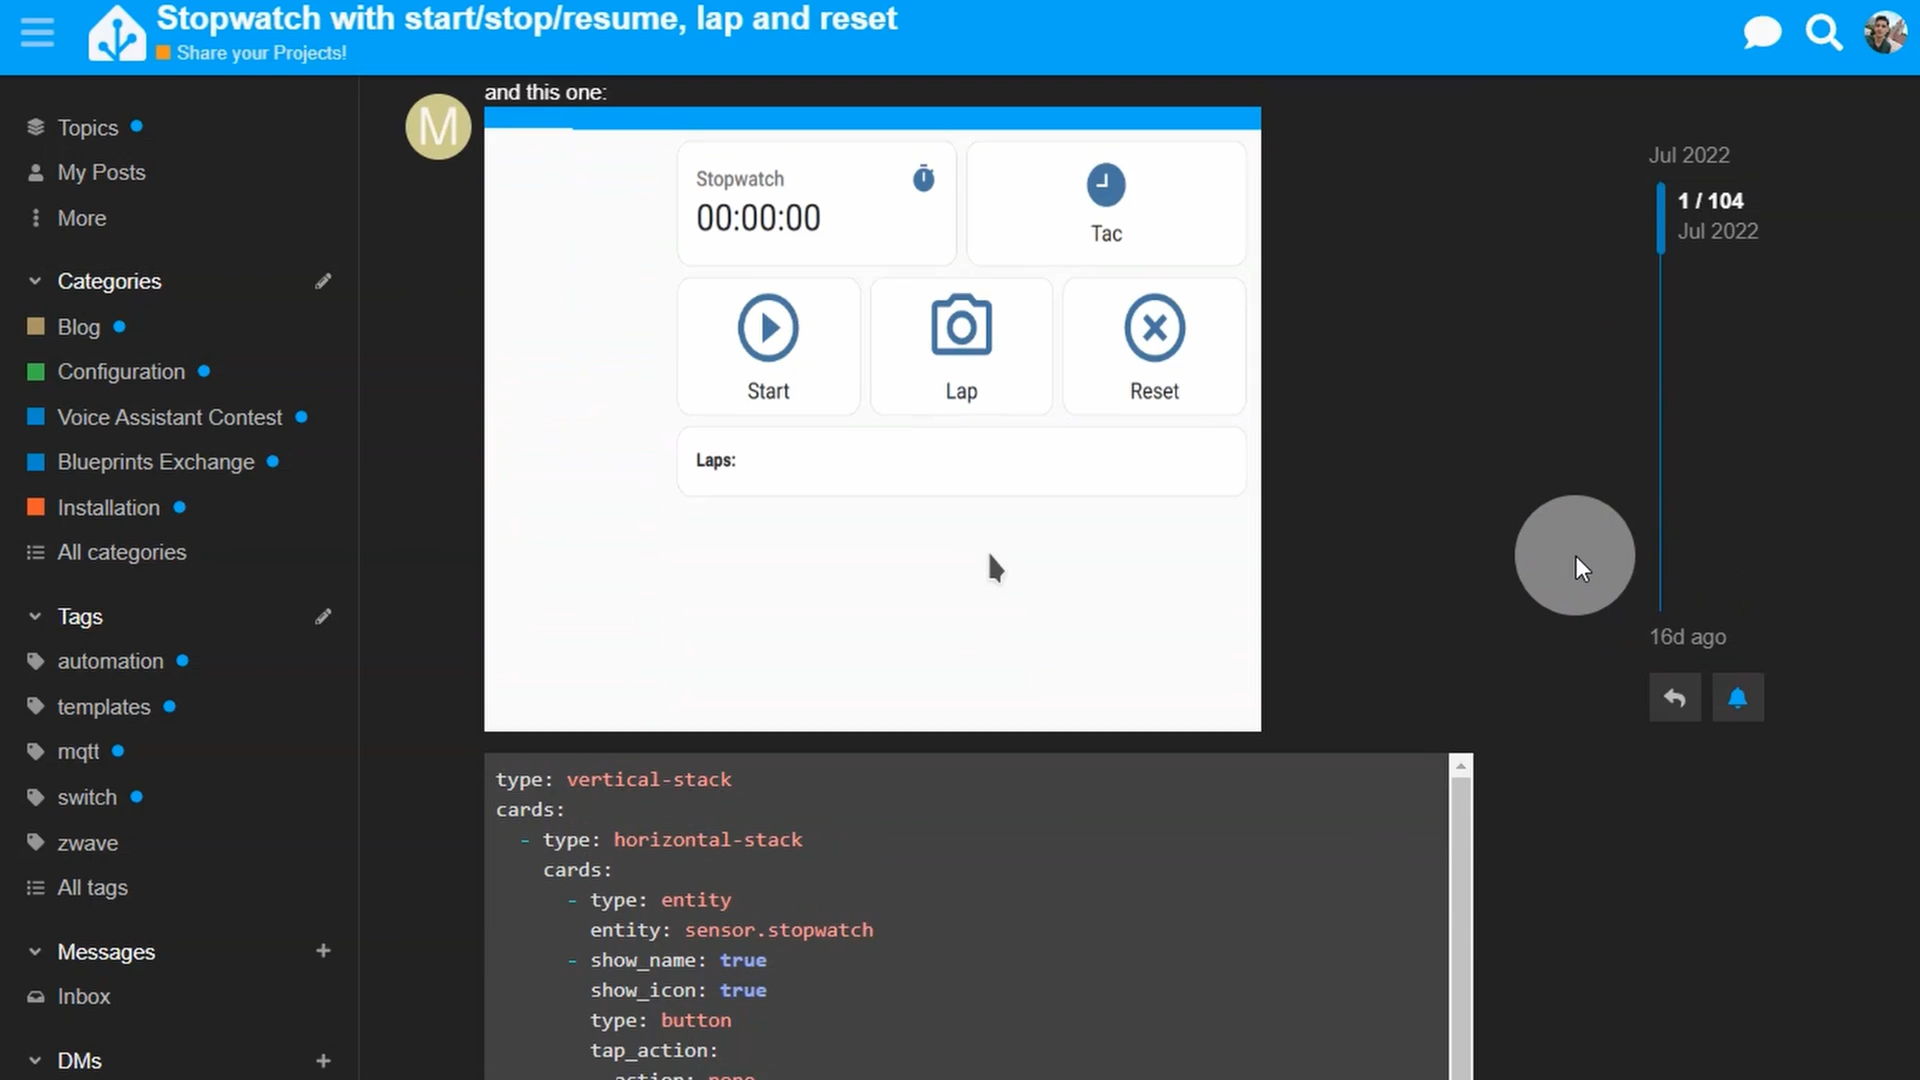 Stopwatch with start/stop/resume, lap and reset
Share your Projects!
Topics
My Posts
More
Categories
Blog
Configuration
Voice Assistant Contest
Blueprints Exchange
Installation
All categories
Tags
automation
templates
mqtt
switch
zwave
All tags
Messages
Inbox
DMs
M
and this one:
Stopwatch
00:00:00
Tac
Start
Lap
Reset
Laps:
type: vertical-stack
cards:
- type: horizontal-stack
cards:
- type: entity
entity: sensor.stopwatch
- show_name: true
show_icon: true
type: button
tap_action:
action: none
Jul 2022
1 / 104
Jul 2022
16d ago